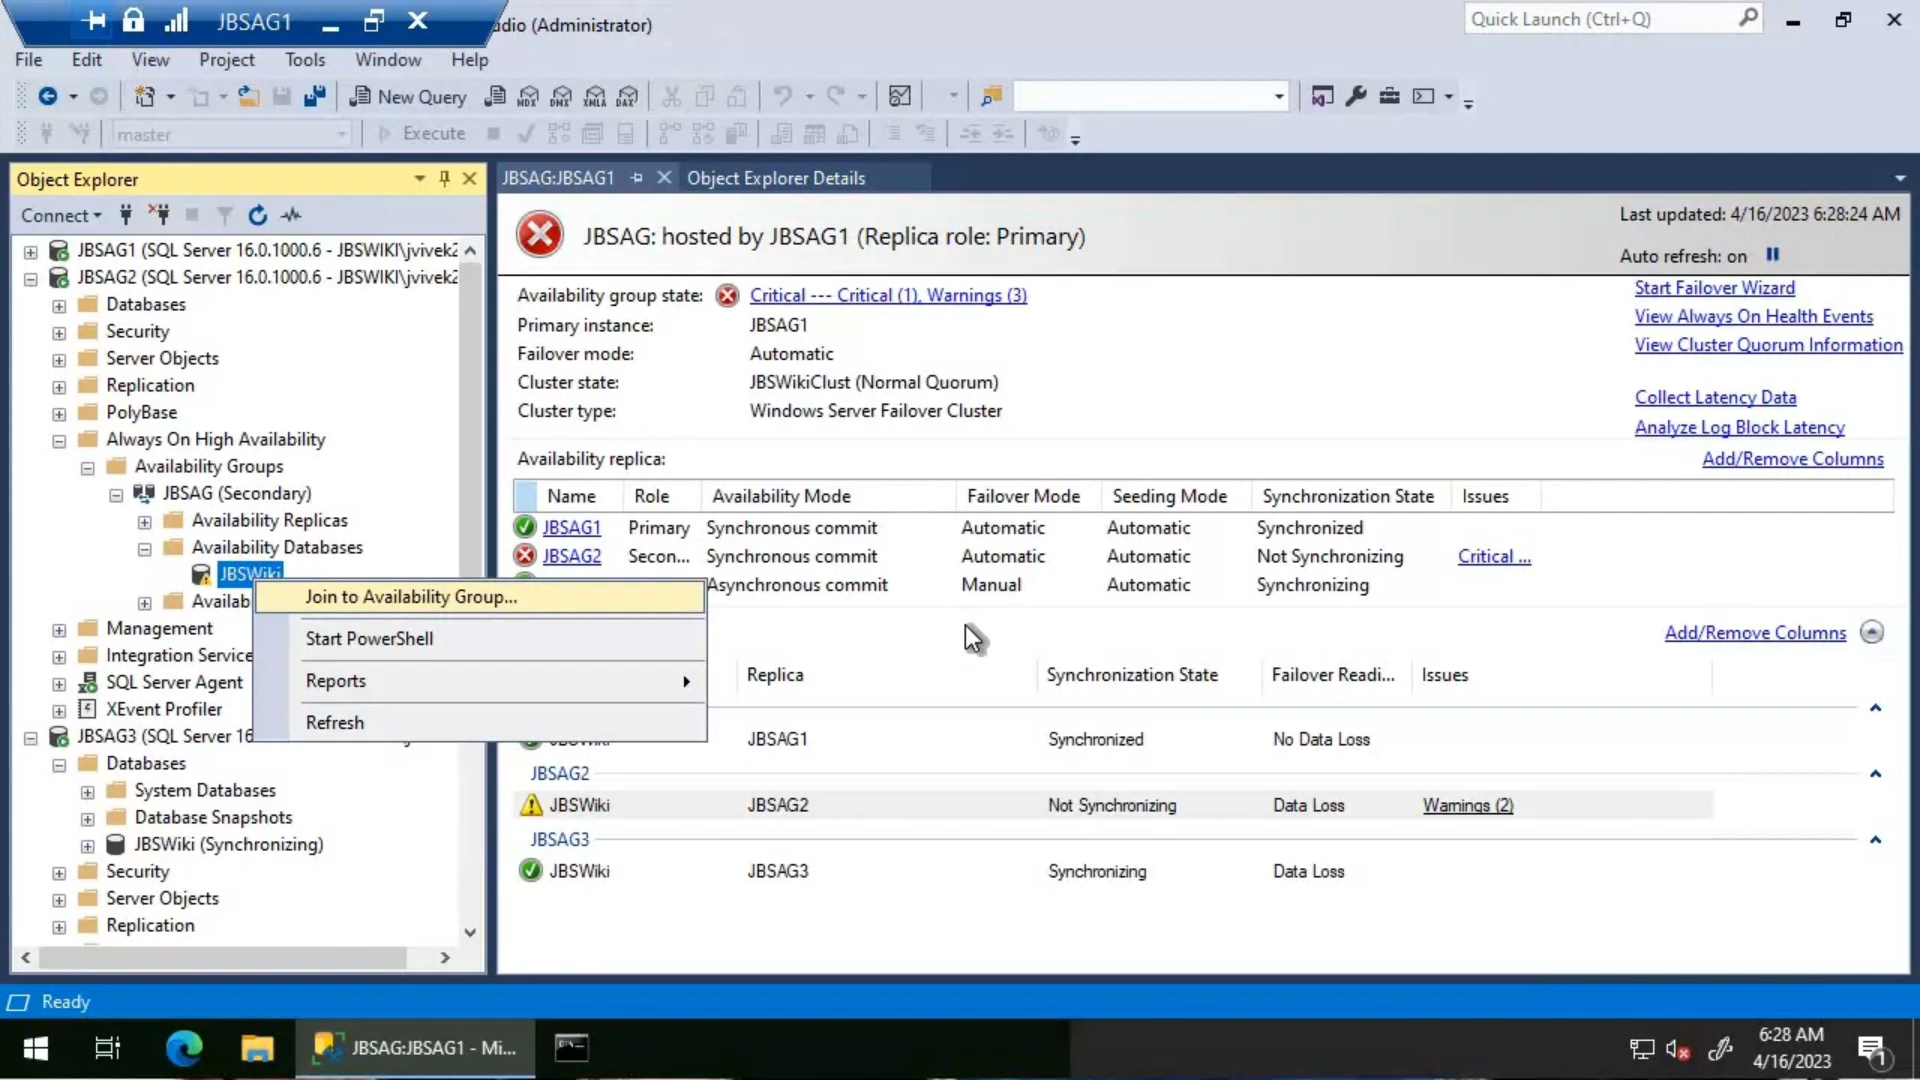 JBSAG1
udio (Administrator)
Quick Launch (Ctrl+Q)
File Edit View Project Tools Window Help
New Query MDX DMX XMLA DAX
master Execute
Object Explorer
Connect
JBSAG1 (SQL Server 16.0.1000.6 - JBSWIKI\jvivek2
JBSAG2 (SQL Server 16.0.1000.6 - JBSWIKI\jvivek2
Databases
Security
Server Objects
Replication
PolyBase
Always On High Availability
Availability Groups
JBSAG (Secondary)
Availability Replicas
Availability Databases
JBSWiki
Availab
Management
Integration Service
SQL Server Agent
XEvent Profiler
JBSAG3 (SQL Server 16
Databases
System Databases
Database Snapshots
JBSWiki (Synchronizing)
Security
Server Objects
Replication
Join to Availability Group...
Start PowerShell
Reports
Refresh
JBSAG:JBSAG1 Object Explorer Details
JBSAG: hosted by JBSAG1 (Replica role: Primary)
Last updated: 4/16/2023 6:28:24 AM
Auto refresh: on
Availability group state: Critical --- Critical (1), Warnings (3)
Primary instance: JBSAG1
Failover mode: Automatic
Cluster state: JBSWikiClust (Normal Quorum)
Cluster type: Windows Server Failover Cluster
Start Failover Wizard
View Always On Health Events
View Cluster Quorum Information
Collect Latency Data
Analyze Log Block Latency
Availability replica: Add/Remove Columns
Name Role Availability Mode Failover Mode Seeding Mode Synchronization State Issues
JBSAG1 Primary Synchronous commit Automatic Automatic Synchronized
JBSAG2 Secon... Synchronous commit Automatic Automatic Not Synchronizing Critical ...
Asynchronous commit Manual Automatic Synchronizing
Add/Remove Columns
Replica Synchronization State Failover Readi... Issues
JBSWiki JBSAG1 Synchronized No Data Loss
JBSAG2
JBSWiki JBSAG2 Not Synchronizing Data Loss Warnings (2)
JBSAG3
JBSWiki JBSAG3 Synchronizing Data Loss
Ready
JBSAG:JBSAG1 - Mi...
6:28 AM
4/16/2023
1